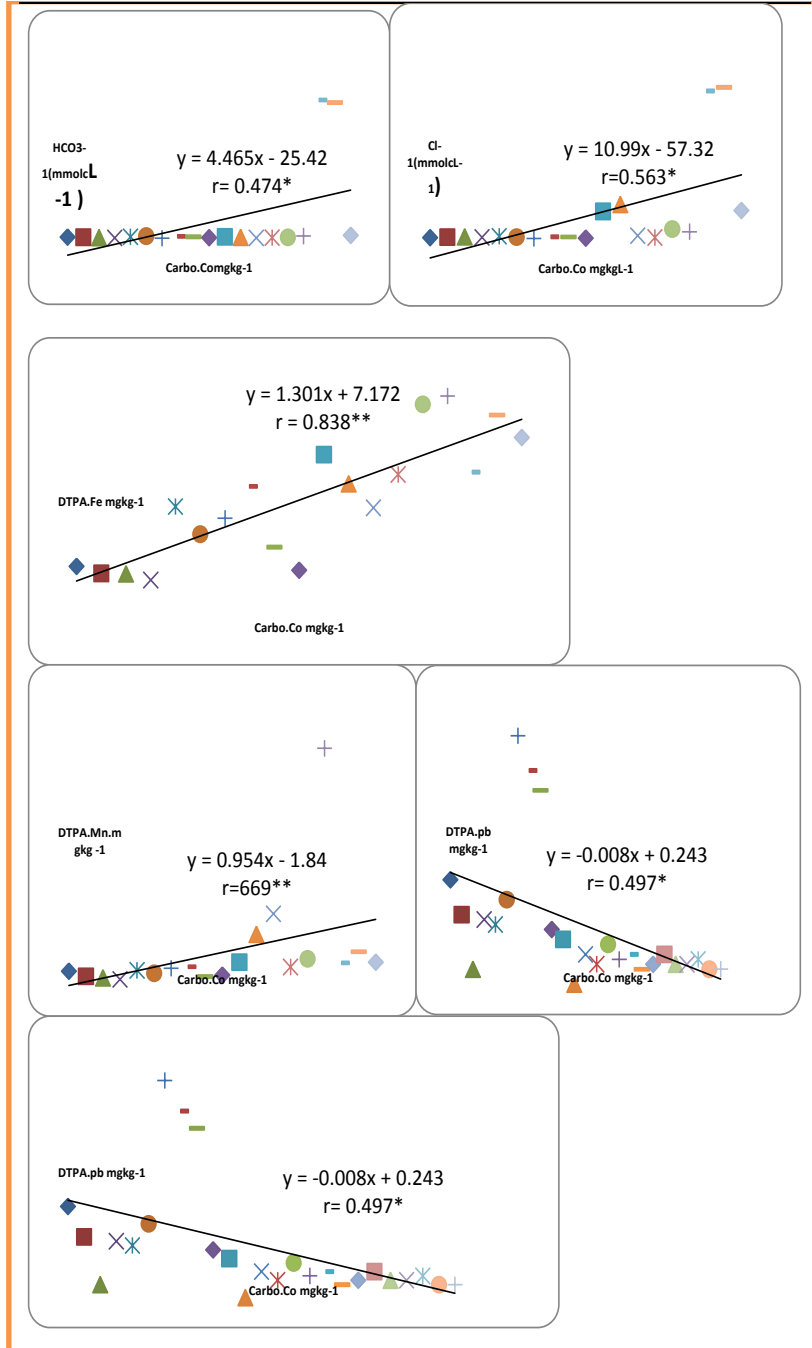 HCO3-
1(mmolcL
-1 )
y = 4.465x - 25.42
r= 0.474*
Carbo.Comgkg-1
Cl-
1(mmolcL-
1)
y = 10.99x - 57.32
r=0.563*
Carbo.Co mgkgL-1
y = 1.301x + 7.172
r = 0.838**
DTPA.Fe mgkg-1
Carbo.Co mgkg-1
DTPA.Mn.m
gkg -1
y = 0.954x - 1.84
r=669**
Carbo.Co mgkg-1
DTPA.pb
mgkg-1
y = -0.008x + 0.243
r= 0.497*
Carbo.Co mgkg-1
DTPA.pb mgkg-1
y = -0.008x + 0.243
r= 0.497*
Carbo.Co mgkg-1